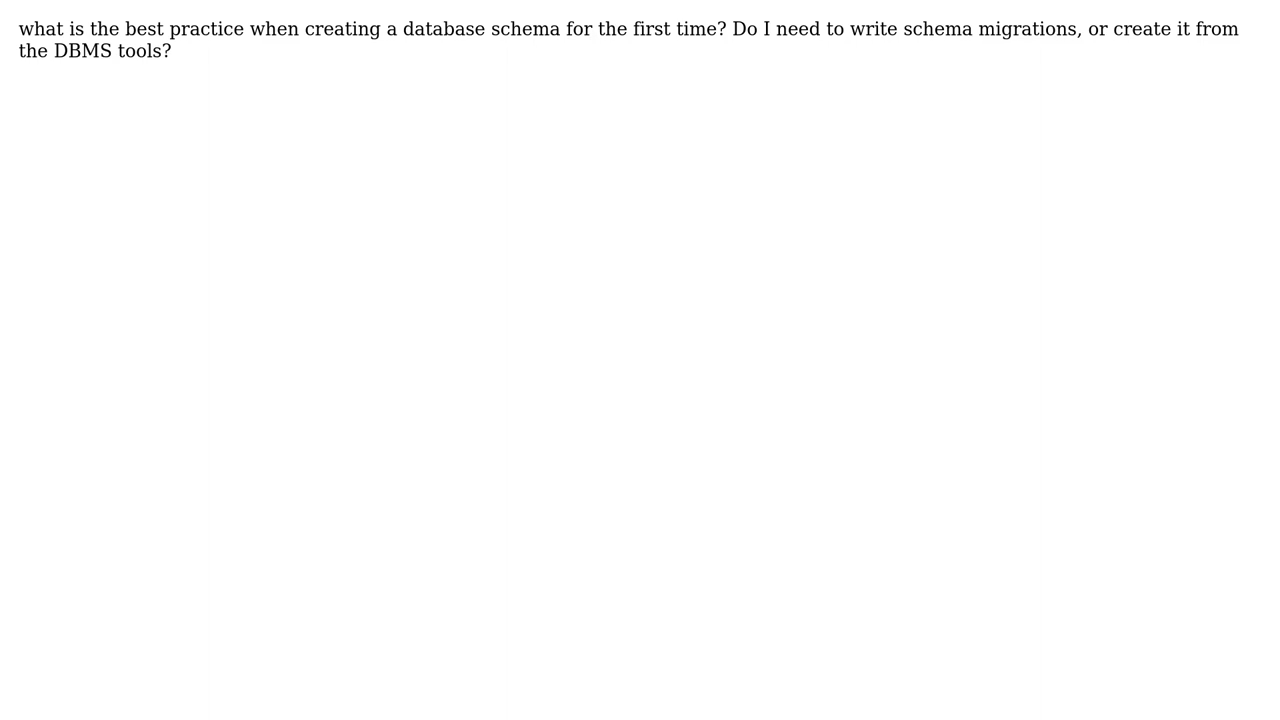 what is the best practice when creating a database schema for the first time? Do I need to write schema migrations, or create it from
the DBMS tools?